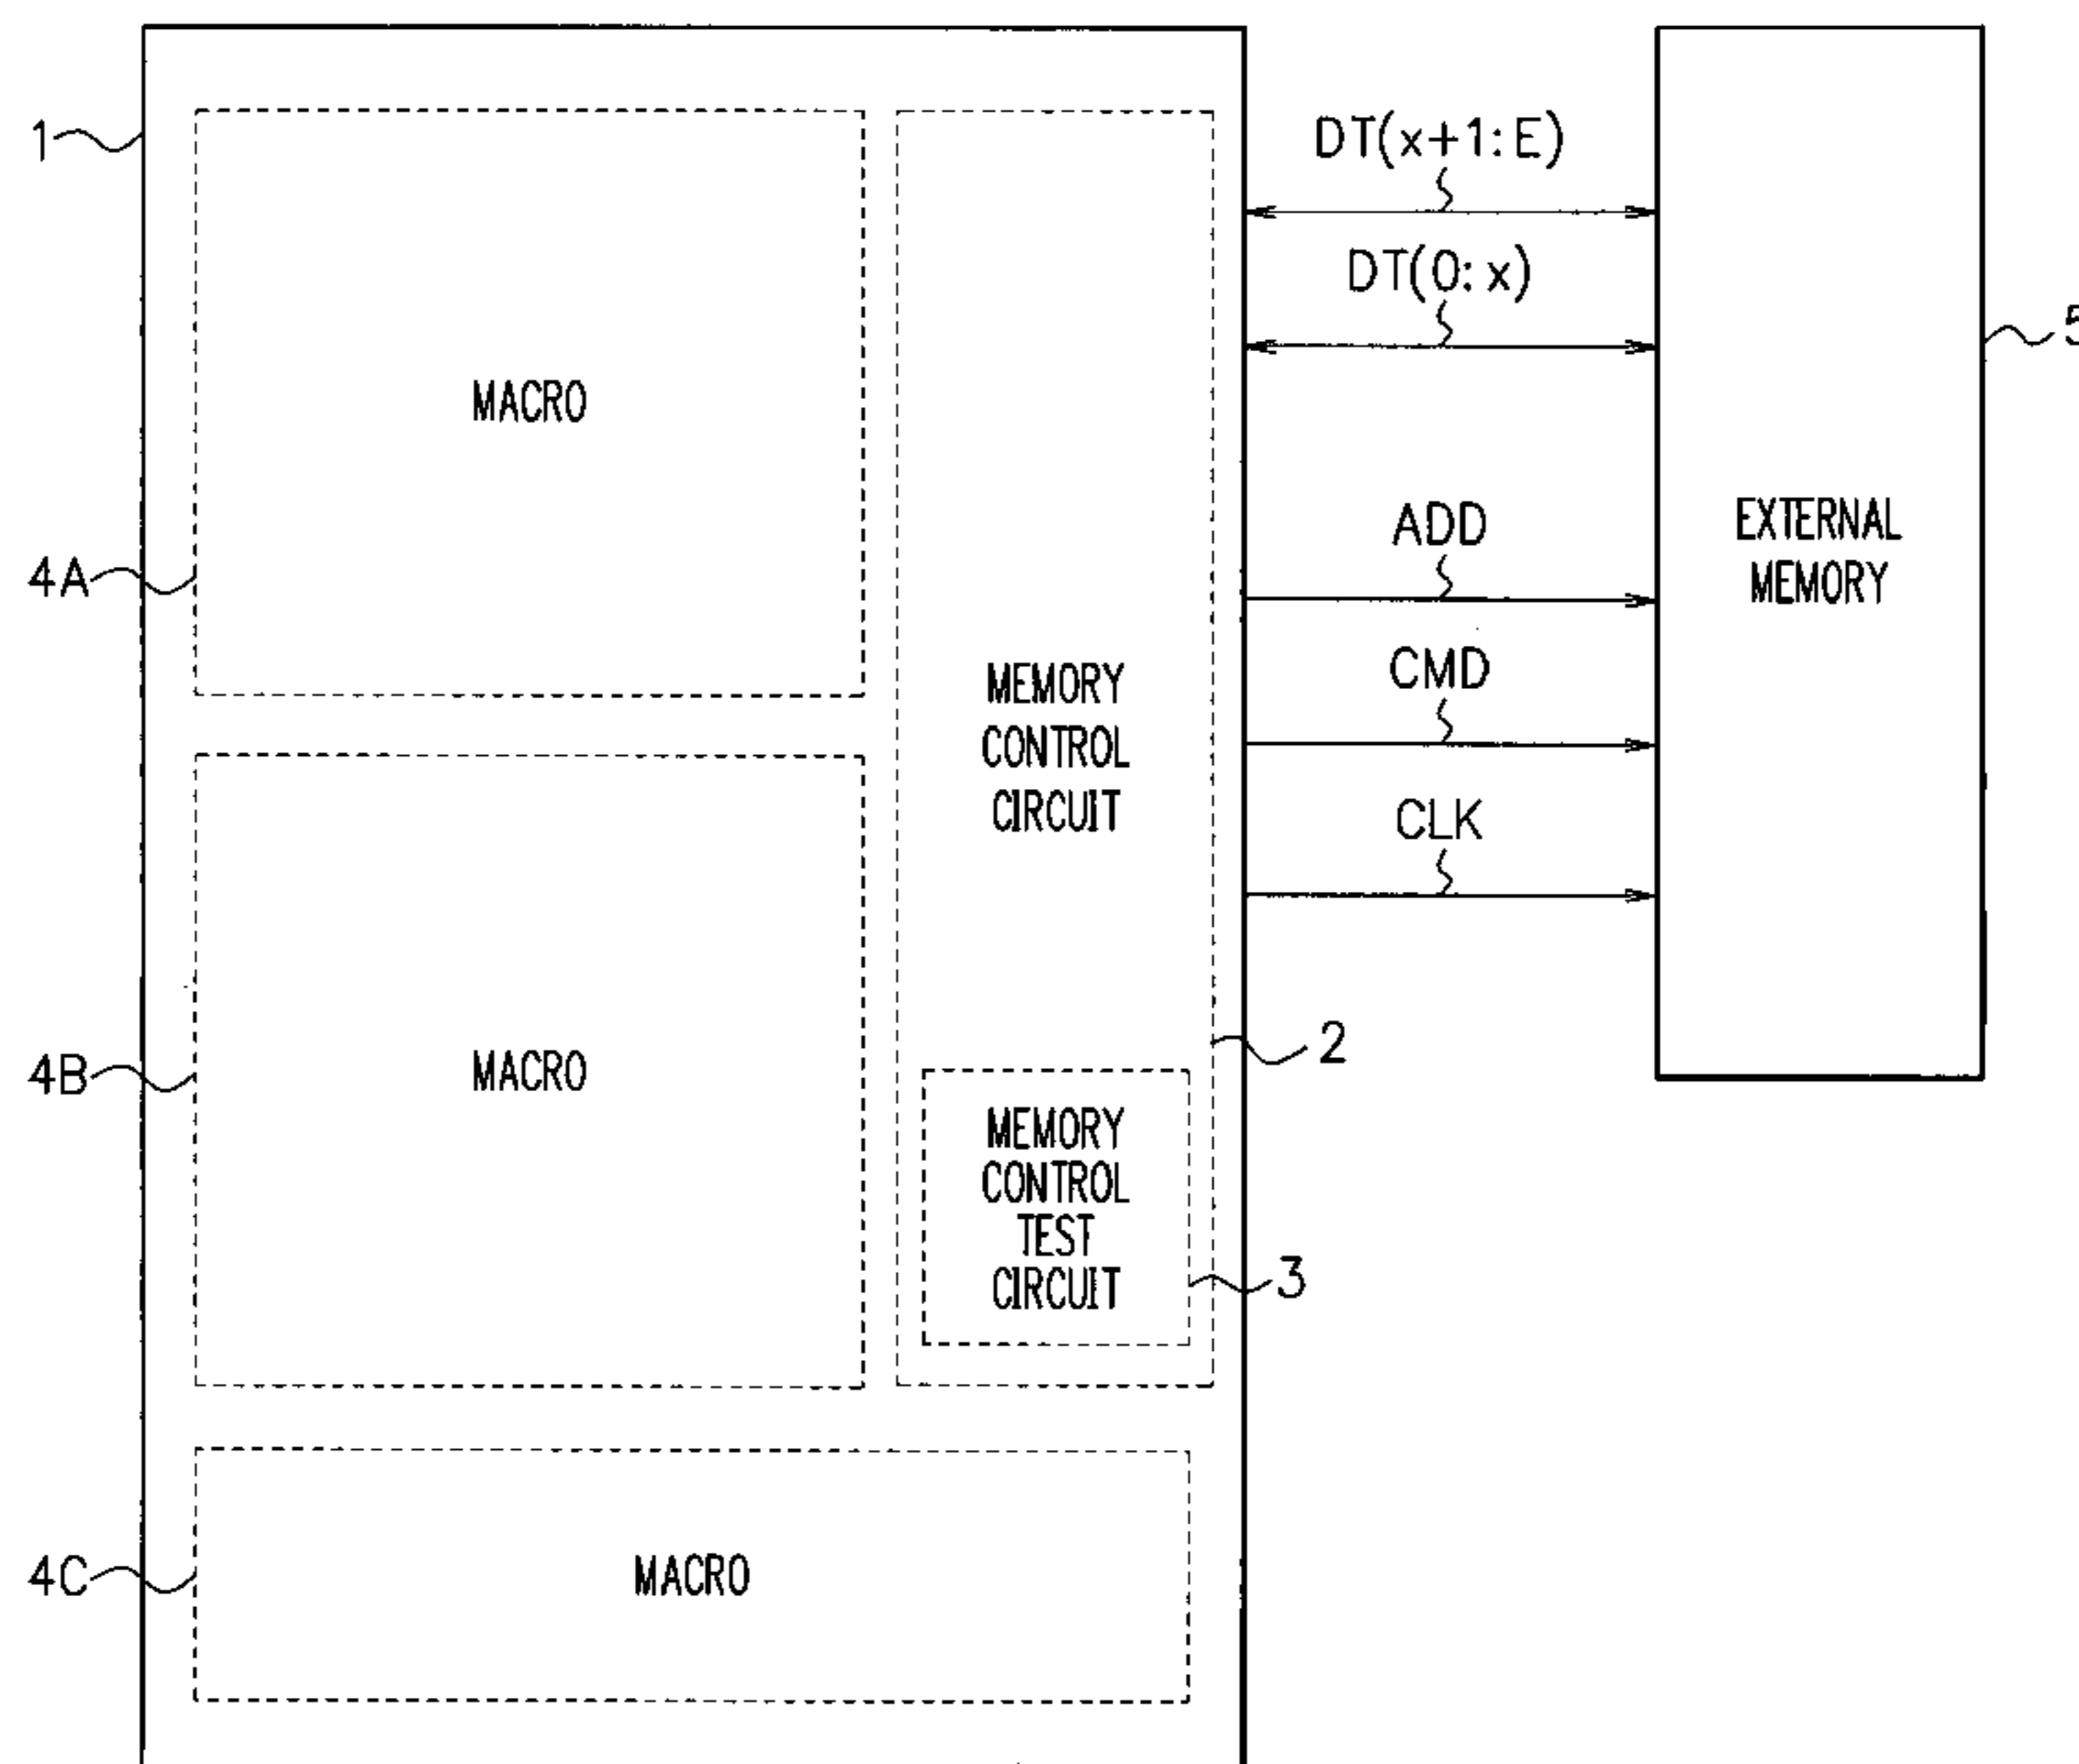 1
DT(x+1:E)
DT(0:x)
5
MACRO
4A
ADD
EXTERNAL
MEMORY
CMD
MEMORY
CONTROL
CIRCUIT
CLK
4B
MACRO
2
MEMORY
CONTROL
TEST
CIRCUIT
3
4C
MACRO